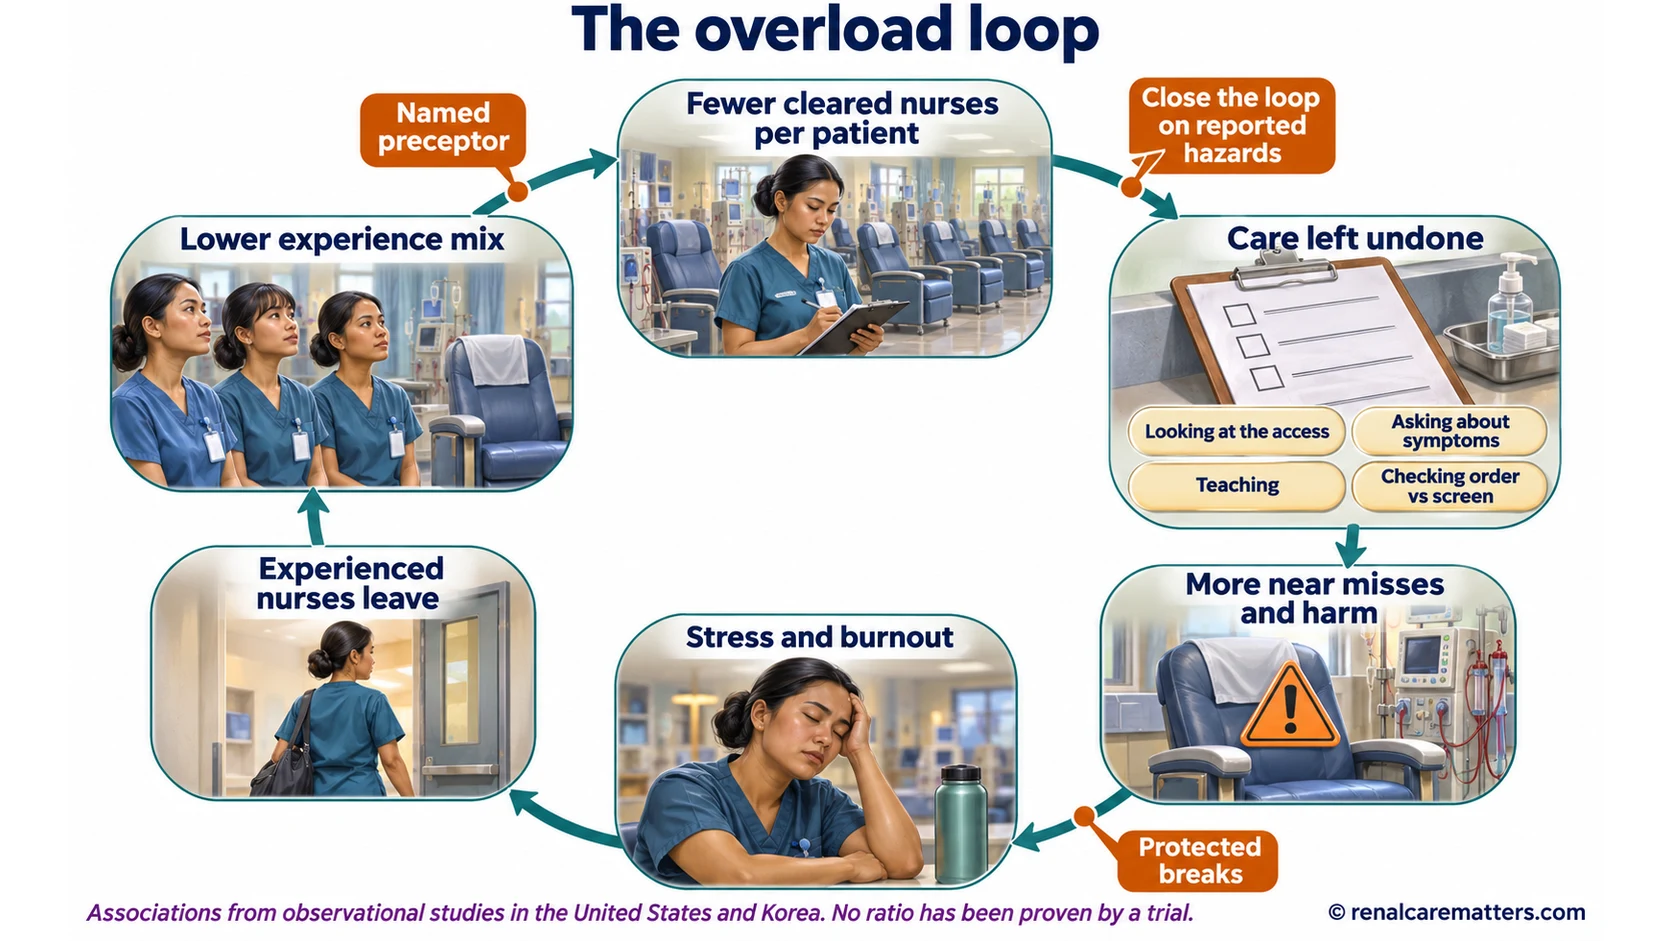 The overload loop
Named
preceptor
Fewer cleared nurses
per patient
Close the loop
on reported
hazards
Lower experience mix
Care left undone
Looking at the access
Asking about
symptoms
Teaching
Checking order
vs screen
Experienced
nurses leave
Stress and burnout
More near misses
and harm
Protected
breaks
Associations from observational studies in the United States and Korea. No ratio has been proven by a trial.
© renalcarematters.com